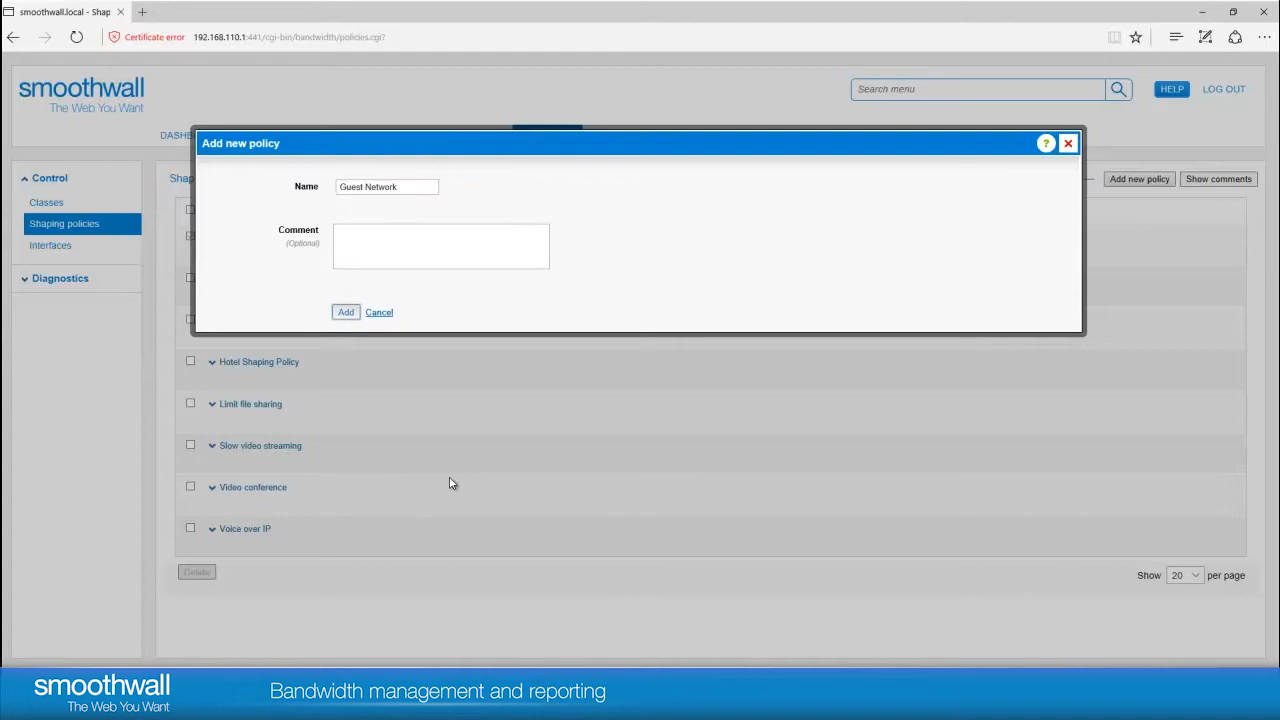 smoothwall.local - Shap
Certificate error
192.168.110.1:441/cgi-bin/bandwidth/policies.cgi?
smoothwall
The Web You Want
Search menu
HELP
LOG OUT
DASHB
Add new policy
?
Control
Classes
Shaping policies
Interfaces
Diagnostics
Shap
Add new policy
Show comments
Name
Guest Network
Comment
(Optional)
Add
Cancel
Hotel Shaping Policy
Limit file sharing
Slow video streaming
Video conference
Voice over IP
Delete
Show
20
per page
smoothwall
The Web You Want
Bandwidth management and reporting